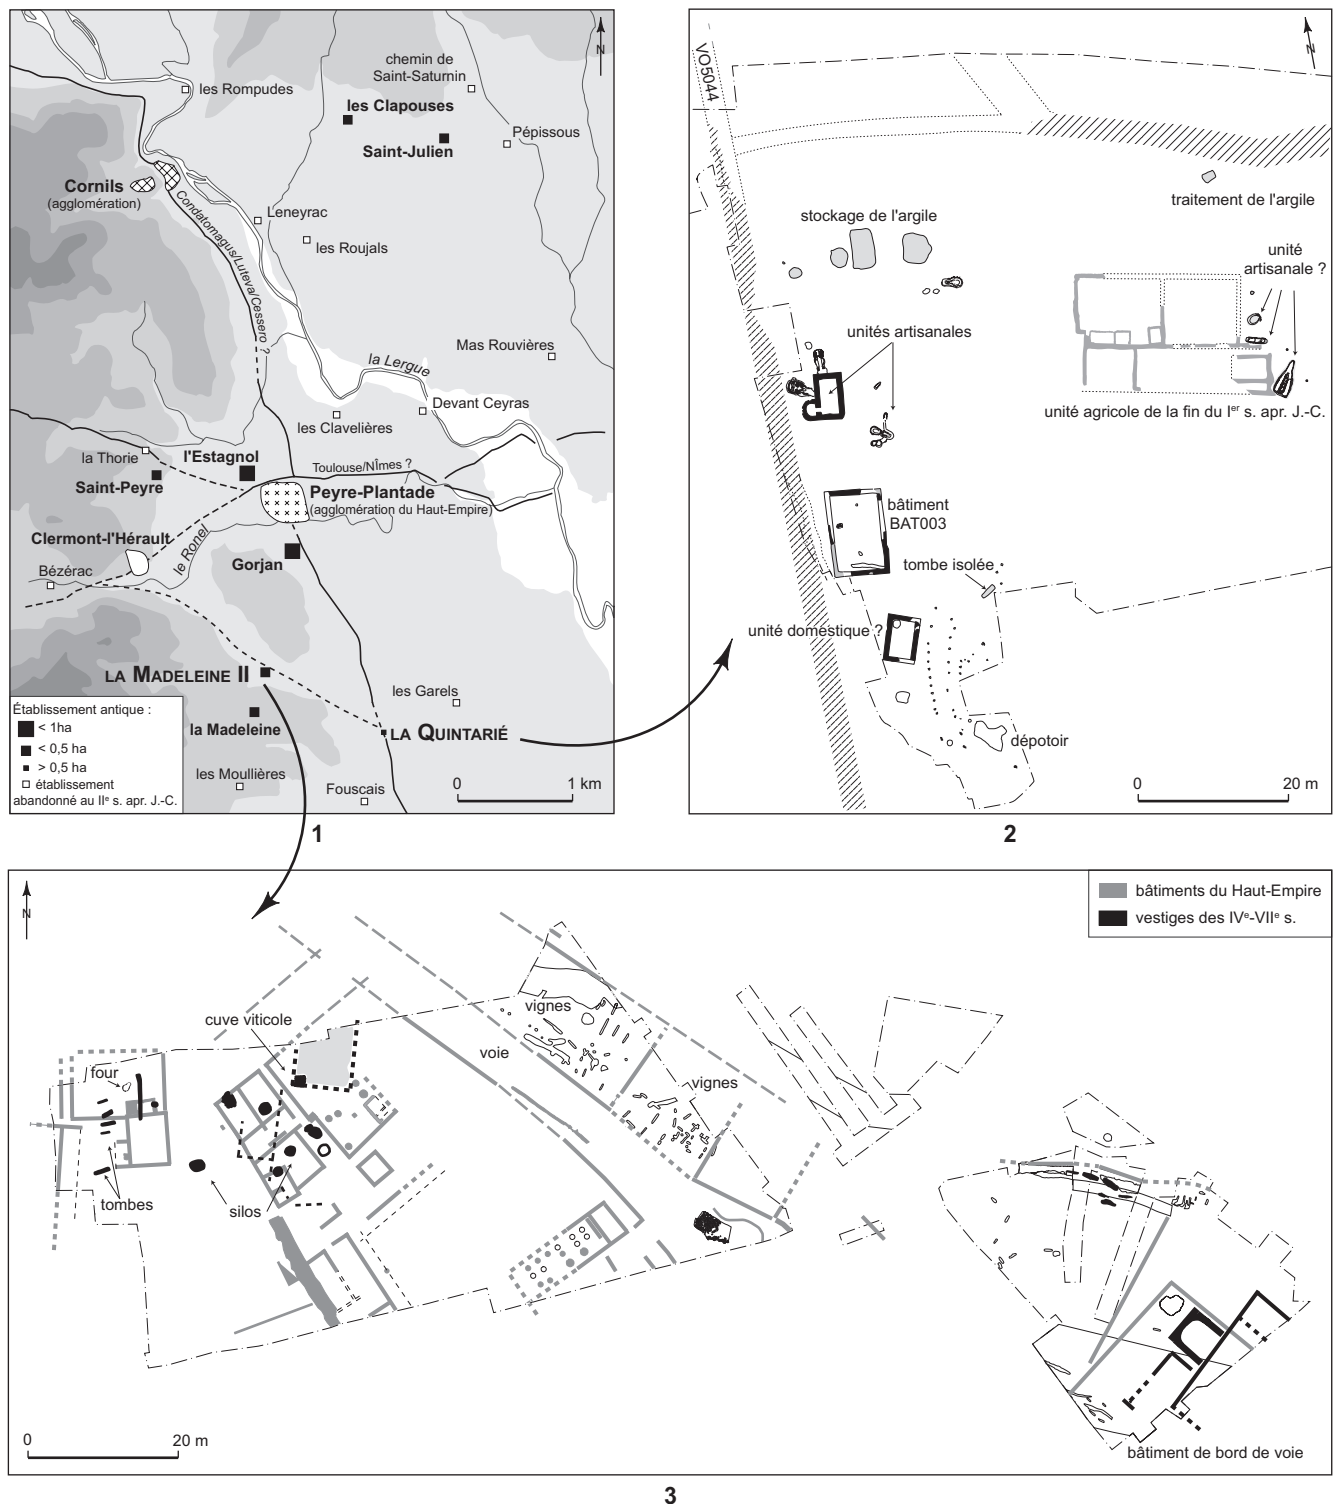 N
chemin de
Saint-Saturnin
les Rompudes
les Clapouses
Pépissous
Saint-Julien
Cornils
(agglomération)
Condatomagus/Luteva/Cessero ?
Leneyrac
les Roujals
Mas Rouvières
la Lergue
Devant Ceyras
les Clavelières
la Thorie
l'Estagnol
Toulouse/Nîmes ?
Saint-Peyre
Peyre-Plantade
(agglomération du Haut-Empire)
Clermont-l'Hérault
le Ronel
Gorjan
Bézérac
LA MADELEINE II
les Garels
la Madeleine
LA QUINTARIÉ
les Moullières
Fouscais
Établissement antique :
< 1ha
< 0,5 ha
> 0,5 ha
établissement
abandonné au IIe s. apr. J.-C.
0 1 km
1
N
VO5044
traitement de l'argile
stockage de l'argile
unité
artisanale ?
unités artisanales
unité agricole de la fin du Ier s. apr. J.-C.
bâtiment
BAT003
tombe isolée
unité domestique ?
dépotoir
0 20 m
2
N
bâtiments du Haut-Empire
vestiges des IVe-VIIe s.
vignes
cuve viticole
voie
four
vignes
tombes
silos
0 20 m
bâtiment de bord de voie
3